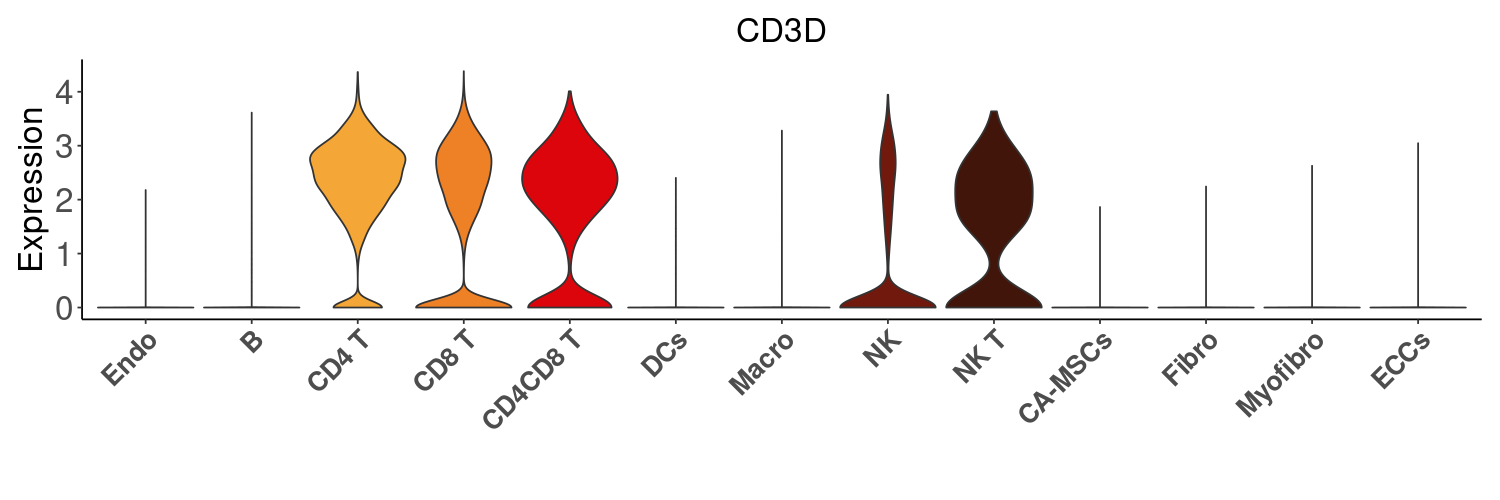 CD3D
Expression
4
3
2
1
0
Endo
B
CD4 T
CD8 T
CD4CD8 T
DCs
Macro
NK
NK T
CA-MSCs
Fibro
Myofibro
ECCs